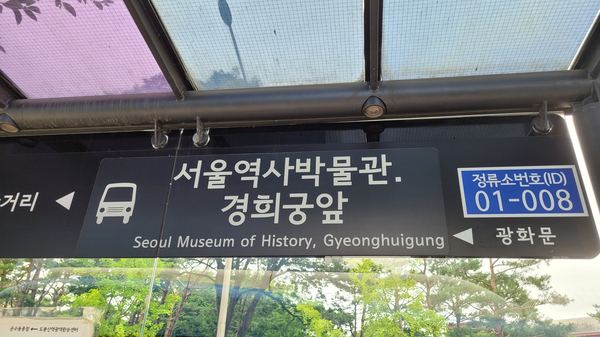 거리 ◀
서울역사박물관.
경희궁앞
Seoul Museum of History, Gyeonghuigung
정류소번호(ID)
01-008
◀ 광화문